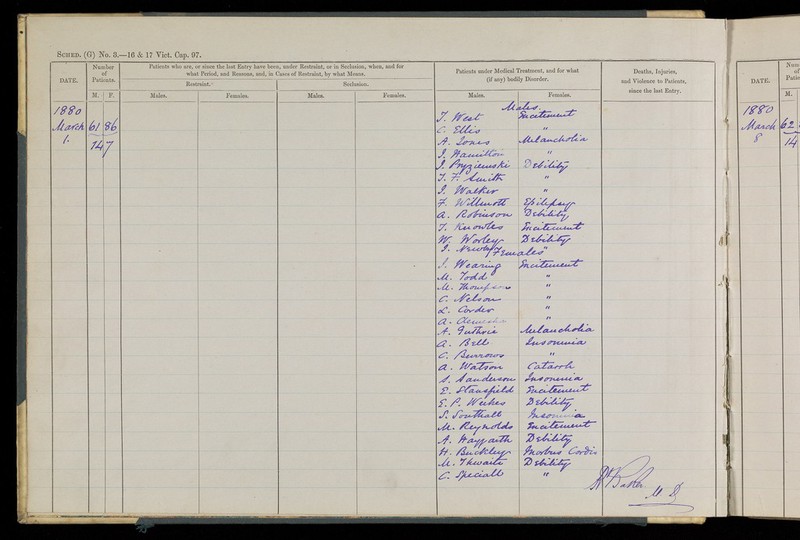 SCHED. (G) No. 3.—16 & 17 Vict. Cap. 97.
DATE.
Number of Patients.
M. F.
Patients who are, or since the last Entry have been, under Restraint, or in Seclusion, when, and for
what Period, and Reasons, and, in Cases of Restraint, by what Means.
Restraint. Seclusion.
Males. Females. Males. Females.
Patients under Medical Treatment, and for what
(if any) bodily Disorder.
Males. Females.
Deaths, Injuries,
and Violence to Patients,
since the last Entry.
1880
March 61 86
1. 147
Males
J. West Excitement
C. Ellis "
A. Jones Melancholia
J. Hamilton "
Debility
J. F. Smith "
J. Walker "
F. Willmott Epilepsy
A. Robinson Debility
J. Knowles Excitement
W. Worley Debility
"
Females
J. Wearing Excitement
M. Todd "
M. Thompson "
C. Nelson "
L. Corder "
A. "
A. Guthrie Melancholia
A. Bell Insomnia
C. Burrows "
A. Watson Catarrh
S. Sanderson Insomnia
E. Stansfield Excitement
E. P. Weekes Debility
S. Southall Insomnia
M. Reynolds Excitement
A. Haygarth Debility
H. Buckley Morbus Cordis
M. Thwaite Debility
C. Speciall "
R Baker M D
DATE.
M.
1880
March 62
8 14